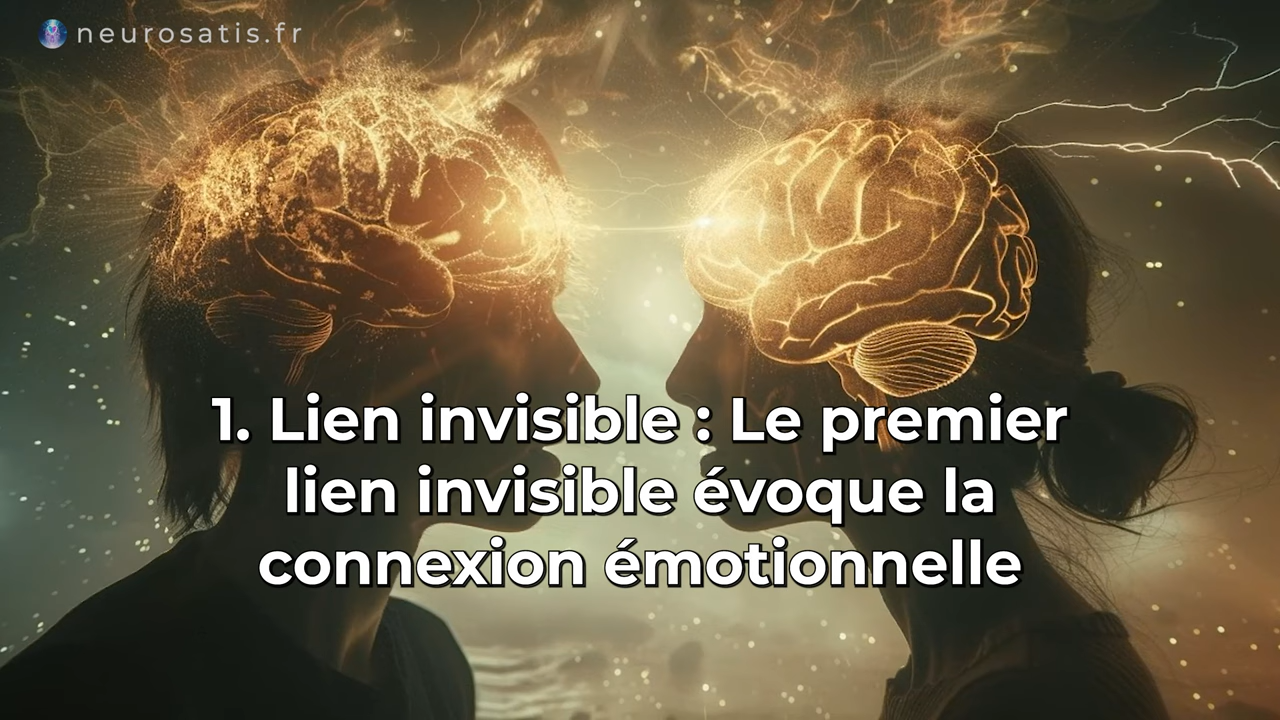 neurosatis.fr
1. Lien invisible : Le premier
lien invisible évoque la
connexion émotionnelle